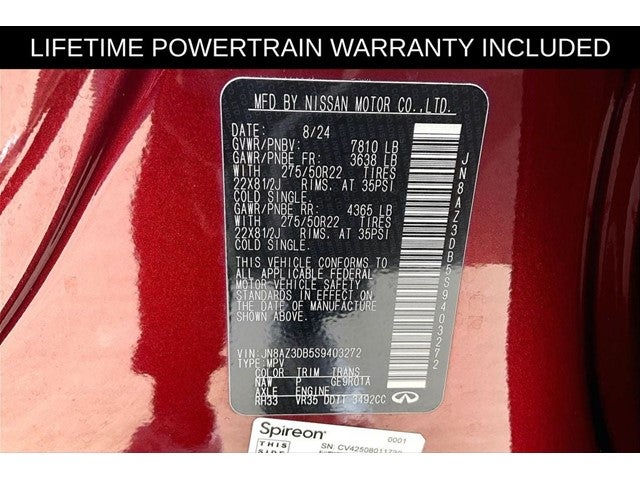 LIFETIME POWERTRAIN WARRANTY INCLUDED
MFD BY NISSAN MOTOR CO.,LTD.
DATE: 8/24
GVWR/PNBV: 7810 LB
GAWR/PNBE FR: 3638 LB
WITH 275/50R22 TIRES
22X81/2J RIMS. AT 35PSI
COLD SINGLE.
GAWR/PNBE RR: 4365 LB
WITH 275/50R22 TIRES
22X81/2J RIMS. AT 35PSI
COLD SINGLE.
THIS VEHICLE CONFORMS TO
ALL APPLICABLE FEDERAL
MOTOR VEHICLE SAFETY
STANDARDS IN EFFECT ON
THE DATE OF MANUFACTURE
SHOWN ABOVE.
VIN: JN8AZ3DB5S9403272
TYPE: MPV
COLOR TRIM TRANS
NAW P GE9R01A
AXLE ENGINE
RH33 VR35 DDTT 3492CC
JN8AZ3DB5S9403272
INFINITI
Spireon® 0001
THIS
SIDE